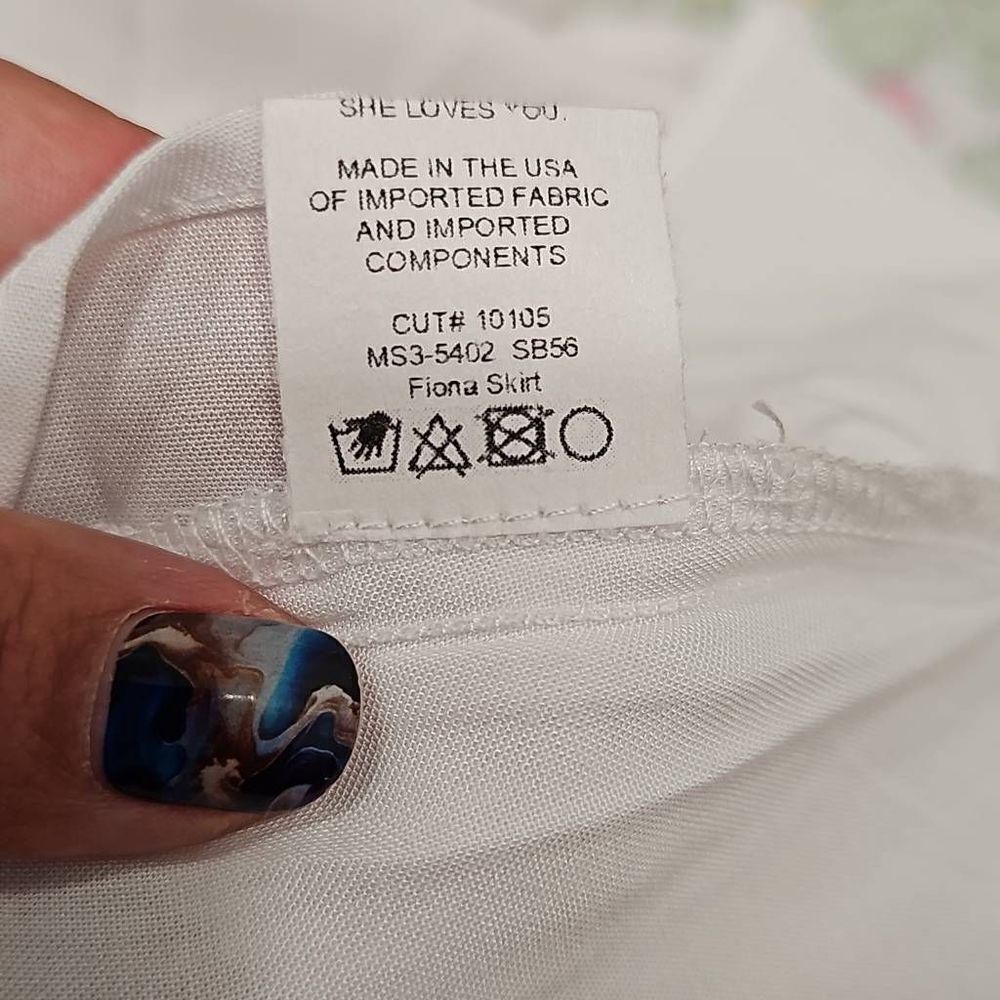 SHE LOVES YOU.
MADE IN THE USA
OF IMPORTED FABRIC
AND IMPORTED
COMPONENTS
CUT# 10105
MS3-5402 SB56
Fiona Skirt